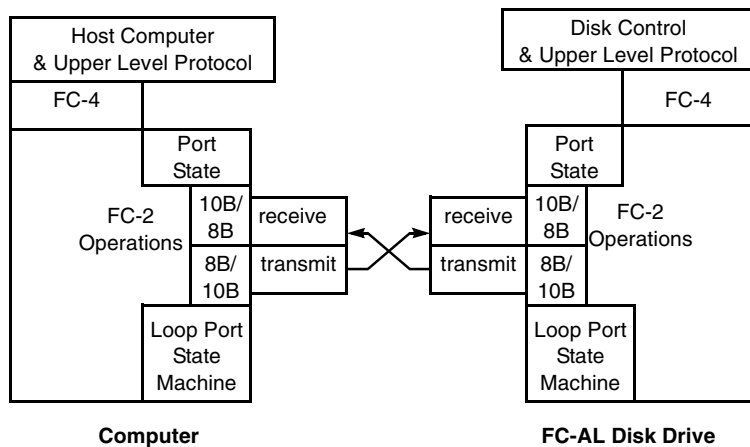 Host Computer
& Upper Level Protocol
FC-4
Port
State
FC-2
Operations
10B/
8B
receive
8B/
10B
transmit
Loop Port
State
Machine
Computer
Disk Control
& Upper Level Protocol
FC-4
Port
State
receive
10B/
8B
FC-2
Operations
transmit
8B/
10B
Loop Port
State
Machine
FC-AL Disk Drive